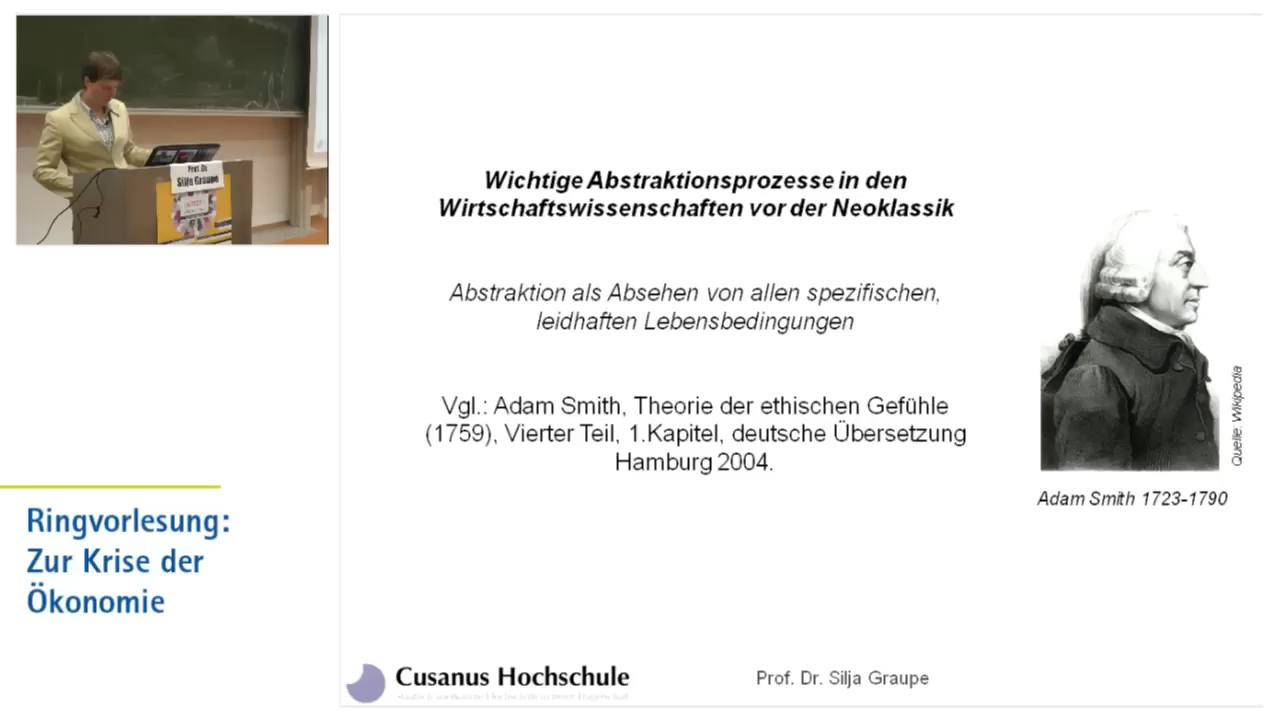 Prof. Dr.
Silja Graupe
Wichtige Abstraktionsprozesse in den
Wirtschaftswissenschaften vor der Neoklassik
Abstraktion als Absehen von allen spezifischen,
leidhaften Lebensbedingungen
Vgl.: Adam Smith, Theorie der ethischen Gefühle
(1759), Vierter Teil, 1.Kapitel, deutsche Übersetzung
Hamburg 2004.
Quelle: Wikipedia
Adam Smith 1723-1790
Ringvorlesung:
Zur Krise der
Ökonomie
Cusanus Hochschule
Prof. Dr. Silja Graupe